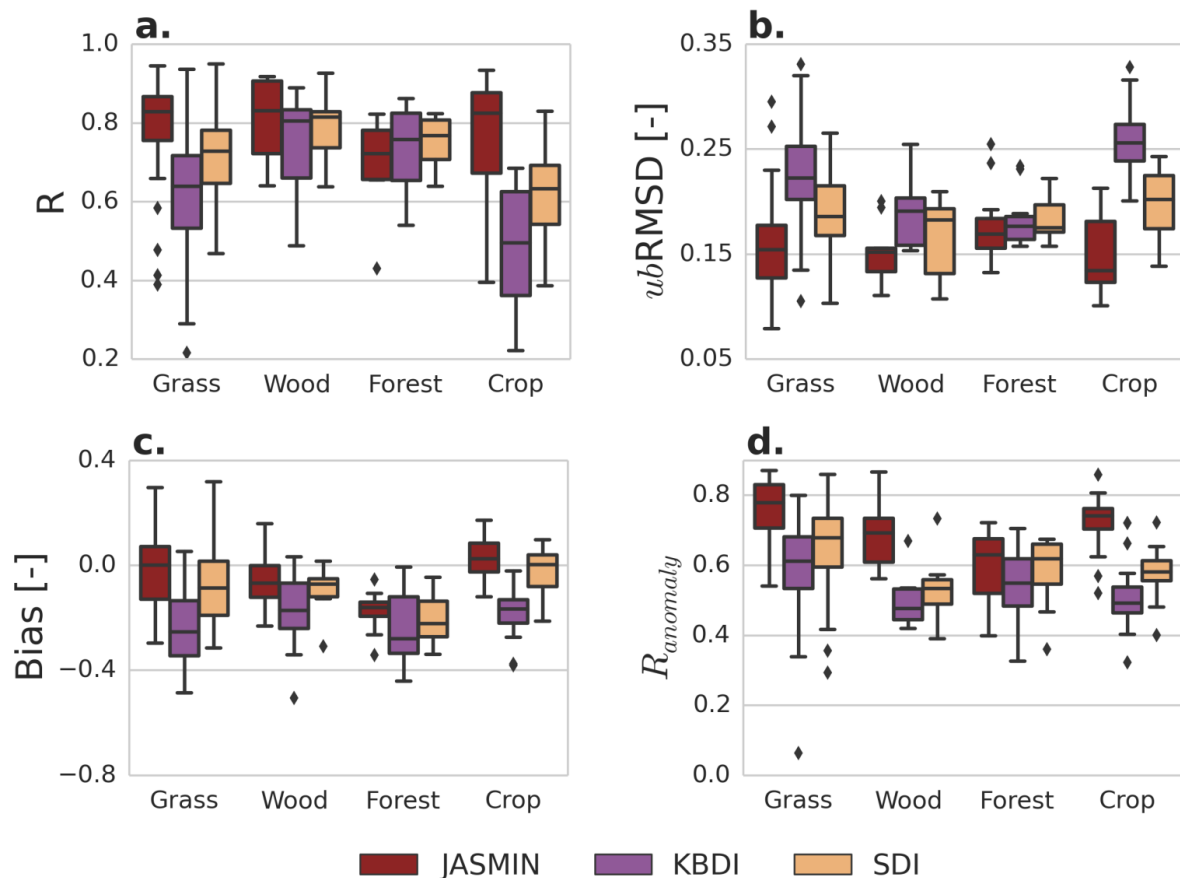 a.
1.0
0.8
0.6
0.4
0.2
R
Grass Wood Forest Crop
b.
0.35
0.25
0.15
0.05
ubRMSD [-]
Grass Wood Forest Crop
c.
0.4
0.0
−0.4
−0.8
Bias [-]
Grass Wood Forest Crop
d.
0.8
0.6
0.4
0.2
0.0
Ranomaly
Grass Wood Forest Crop
JASMIN KBDI SDI